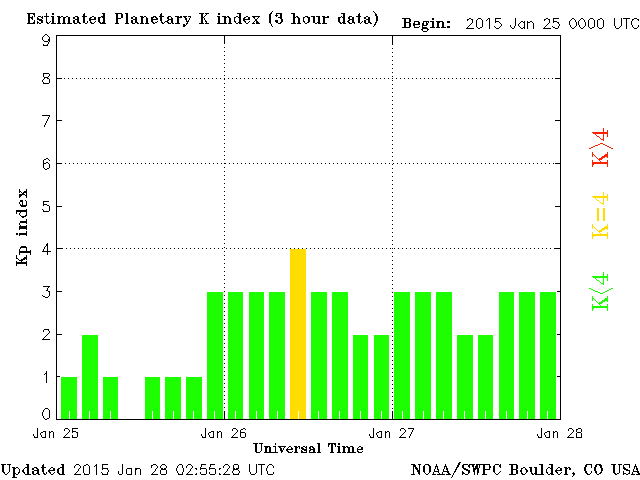 Estimated Planetary K index (3 hour data)
Begin: 2015 Jan 25 0000 UTC
9
8
7
6
5
4
3
2
1
0
Kp index
K>4
K=4
K<4
Jan 25
Jan 26
Jan 27
Jan 28
Universal Time
Updated 2015 Jan 28 02:55:28 UTC
NOAA/SWPC Boulder, CO USA